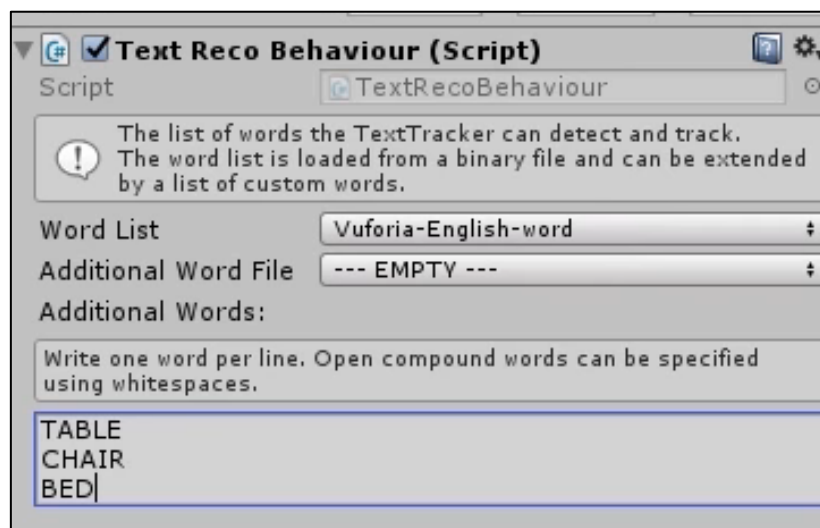 Text Reco Behaviour (Script)
Script TextRecoBehaviour
The list of words the TextTracker can detect and track.
The word list is loaded from a binary file and can be extended
by a list of custom words.
Word List Vuforia-English-word
Additional Word File --- EMPTY ---
Additional Words:
Write one word per line. Open compound words can be specified
using whitespaces.
TABLE
CHAIR
BED